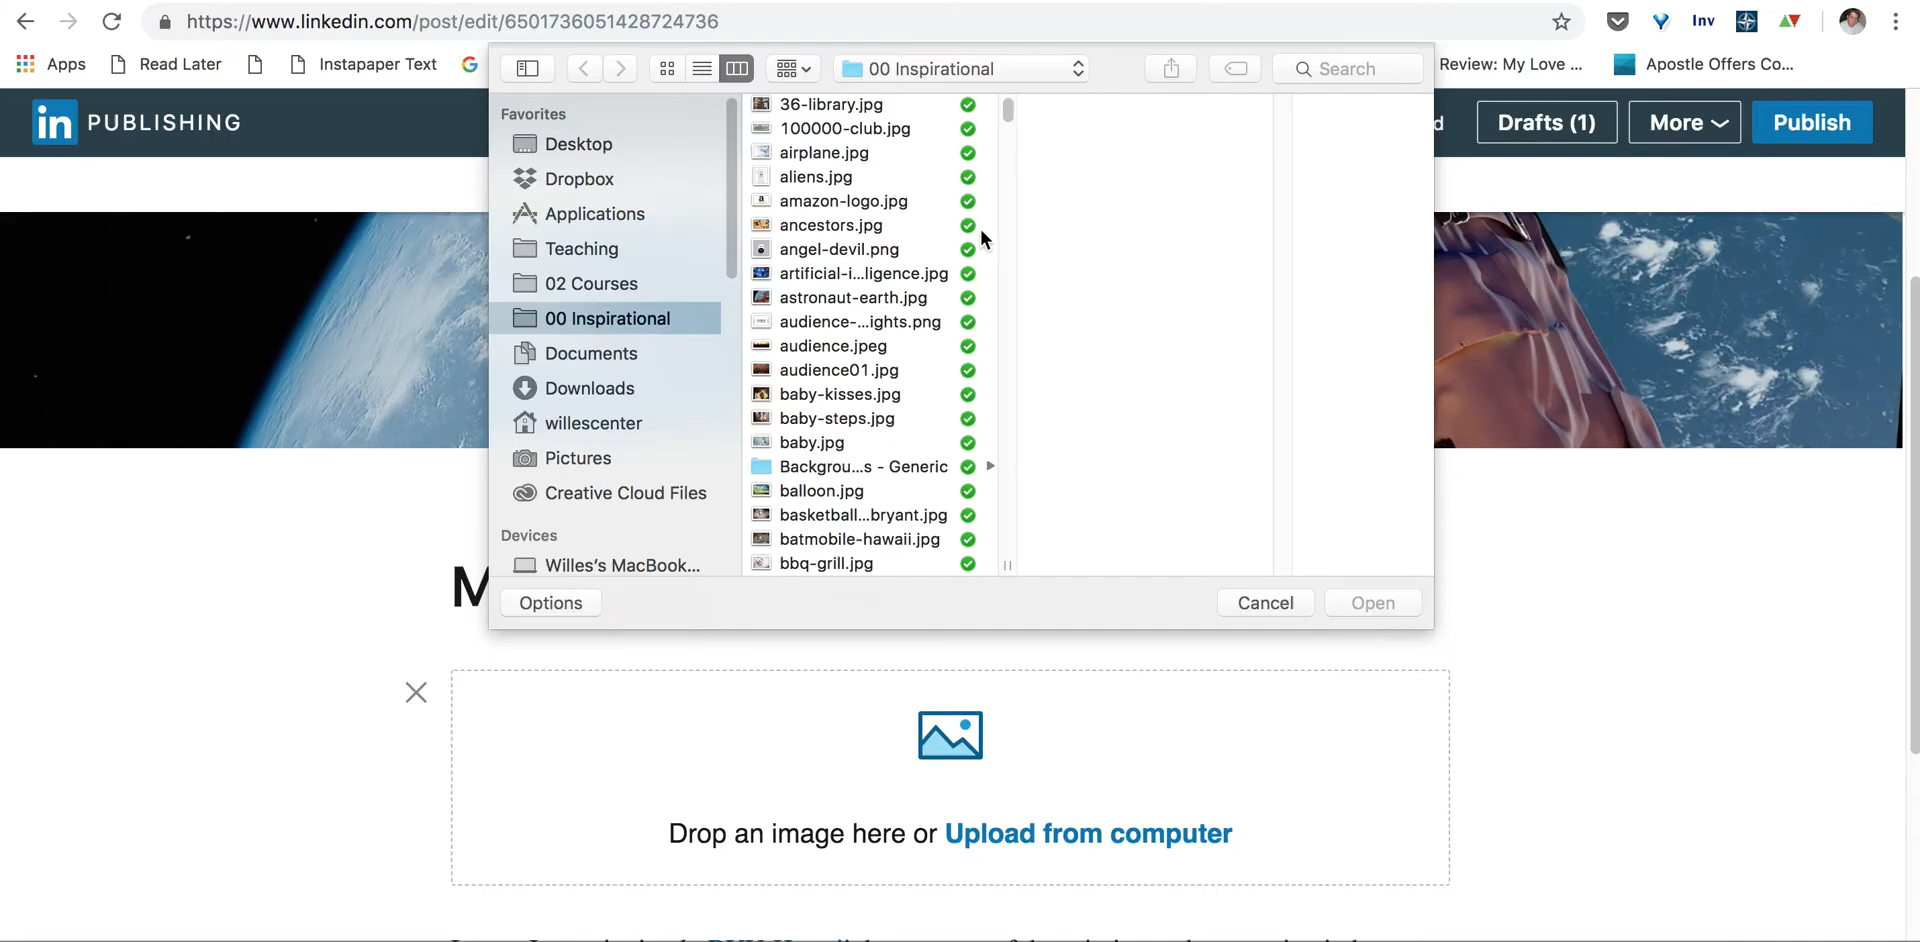 https://www.linkedin.com/post/edit/6501736051428724736
Inv
Apps
Read Later
Instapaper Text
Review: My Love ...
Apostle Offers Co...
00 Inspirational
Search
in PUBLISHING
d
Drafts (1)
More
Publish
Favorites
Desktop
Dropbox
Applications
Teaching
02 Courses
00 Inspirational
Documents
Downloads
willescenter
Pictures
Creative Cloud Files
Devices
Willes's MacBook...
36-library.jpg
100000-club.jpg
airplane.jpg
aliens.jpg
amazon-logo.jpg
ancestors.jpg
angel-devil.png
artificial-i...ligence.jpg
astronaut-earth.jpg
audience-...ights.png
audience.jpeg
audience01.jpg
baby-kisses.jpg
baby-steps.jpg
baby.jpg
Backgrou...s - Generic
balloon.jpg
basketball...bryant.jpg
batmobile-hawaii.jpg
bbq-grill.jpg
Options
Cancel
Open
M
Drop an image here or Upload from computer